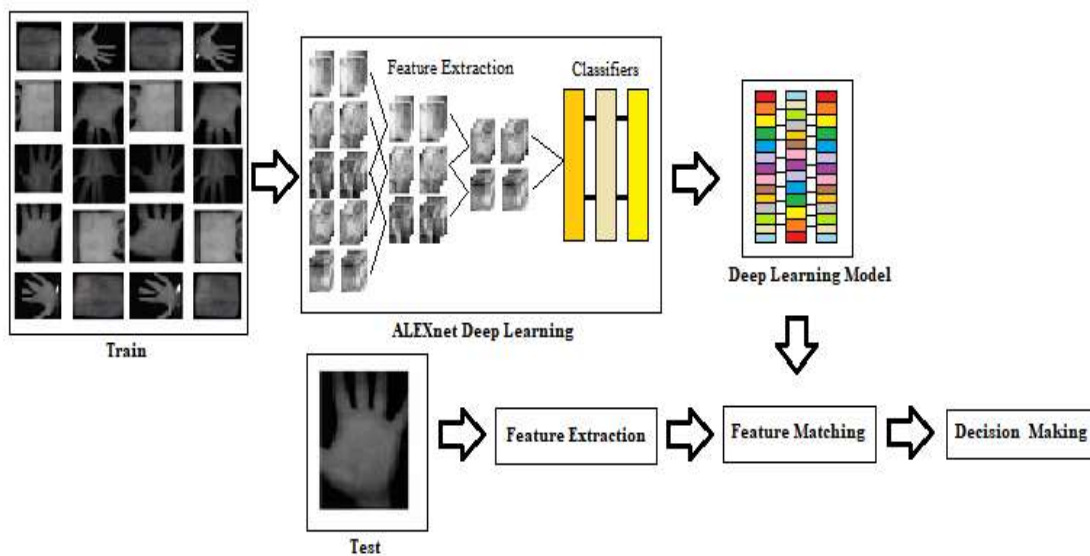 Feature Extraction
Classifiers
Train
ALEXnet Deep Learning
Deep Learning Model
Test
Feature Extraction
Feature Matching
Decision Making